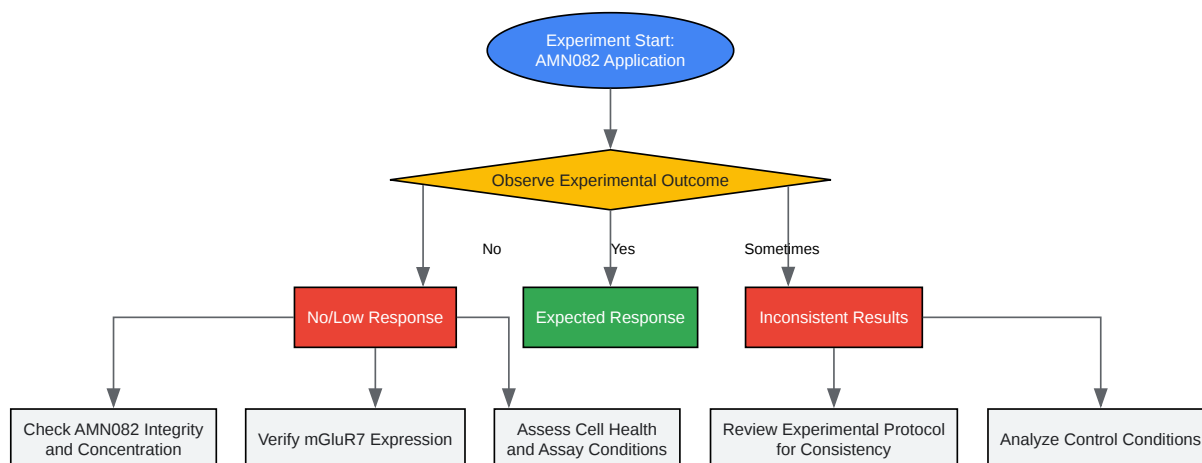 Experiment Start:
AMN082 Application
Observe Experimental Outcome
No
Yes
Sometimes
No/Low Response
Expected Response
Inconsistent Results
Check AMN082 Integrity
and Concentration
Verify mGluR7 Expression
Assess Cell Health
and Assay Conditions
Review Experimental Protocol
for Consistency
Analyze Control Conditions